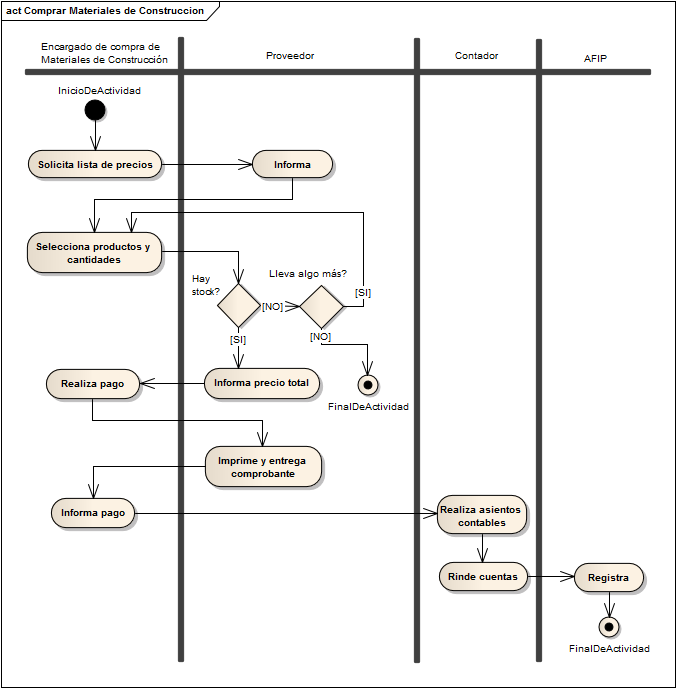 act Comprar Materiales de Construccion
Encargado de compra de
Materiales de Construcción
Proveedor
Contador
AFIP
InicioDeActividad
Solicita lista de precios
Informa
Selecciona productos y
cantidades
Hay
stock?
Lleva algo más?
[NO]
[SI]
[SI]
[NO]
Realiza pago
Informa precio total
FinalDeActividad
Imprime y entrega
comprobante
Informa pago
Realiza asientos
contables
Rinde cuentas
Registra
FinalDeActividad